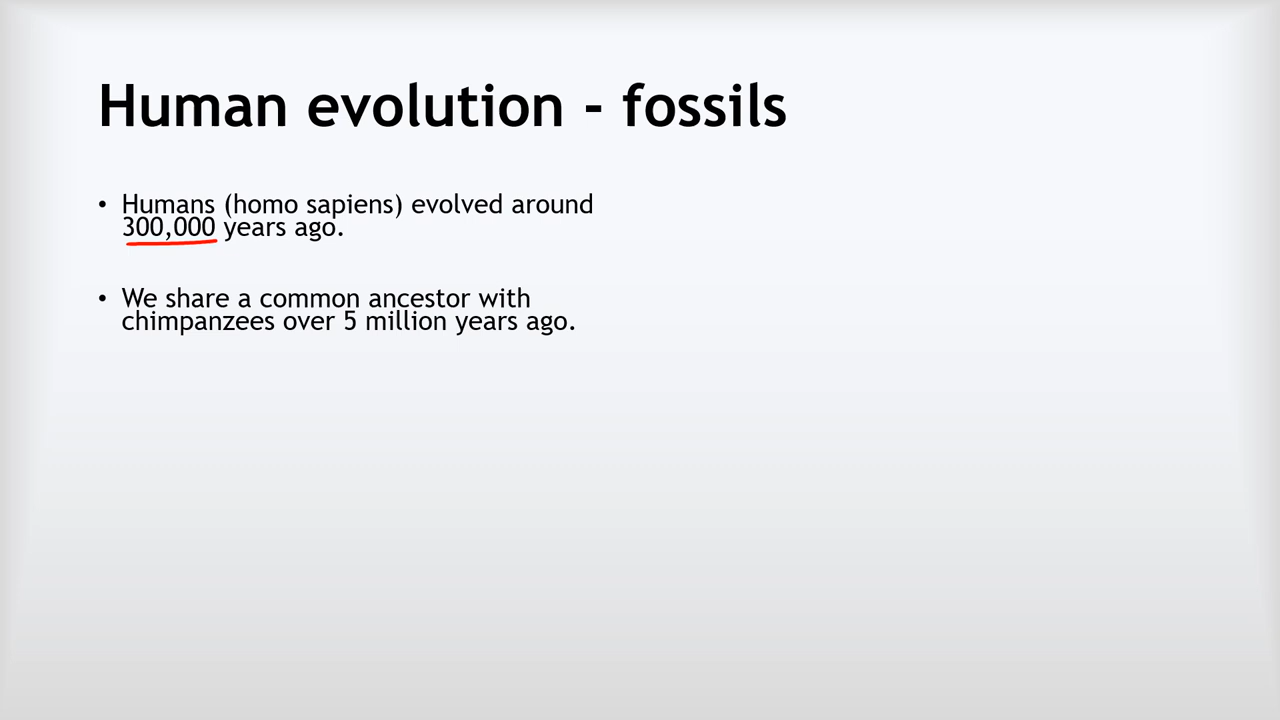 Human evolution - fossils
• Humans (homo sapiens) evolved around
300,000 years ago.
• We share a common ancestor with
chimpanzees over 5 million years ago.